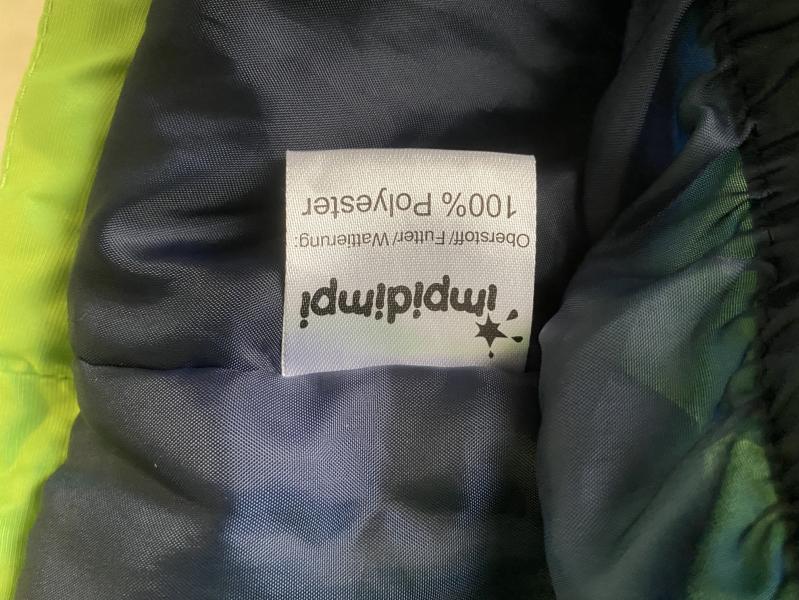 impidimpi
Oberstoff/ Futter/ Wattierung:
100% Polyester